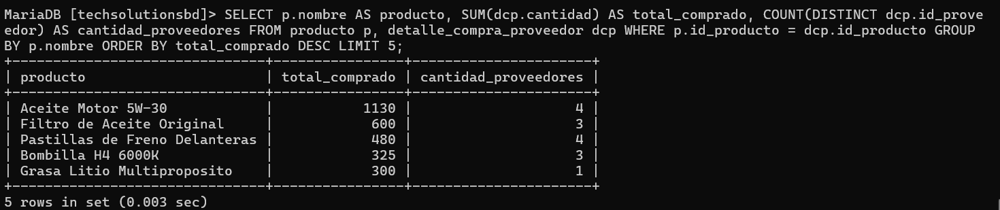 MariaDB [techsolutionsbd]> SELECT p.nombre AS producto, SUM(dcp.cantidad) AS total_comprado, COUNT(DISTINCT dcp.id_prove
edor) AS cantidad_proveedores FROM producto p, detalle_compra_proveedor dcp WHERE p.id_producto = dcp.id_producto GROUP
BY p.nombre ORDER BY total_comprado DESC LIMIT 5;
+------------------------------+----------------+----------------------+
| producto                     | total_comprado | cantidad_proveedores |
+------------------------------+----------------+----------------------+
| Aceite Motor 5W-30           |           1130 |                    4 |
| Filtro de Aceite Original    |            600 |                    3 |
| Pastillas de Freno Delanteras |            480 |                    4 |
| Bombilla H4 6000K            |            325 |                    3 |
| Grasa Litio Multiproposito   |            300 |                    1 |
+------------------------------+----------------+----------------------+
5 rows in set (0.003 sec)